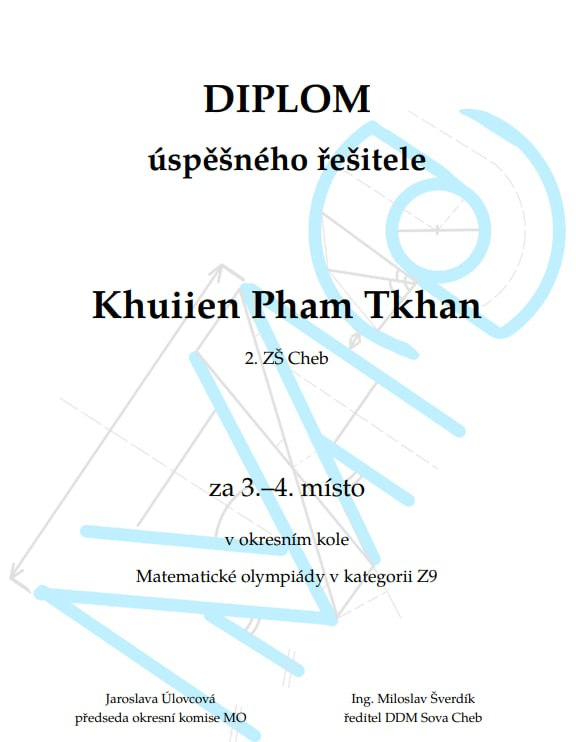 DIPLOM
úspěšného řešitele
Khuiien Pham Tkhan
2. ZŠ Cheb
za 3.–4. místo
v okresním kole
Matematické olympiády v kategorii Z9
Jaroslava Úlovcová
předseda okresní komise MO
Ing. Miloslav Šverdík
ředitel DDM Sova Cheb